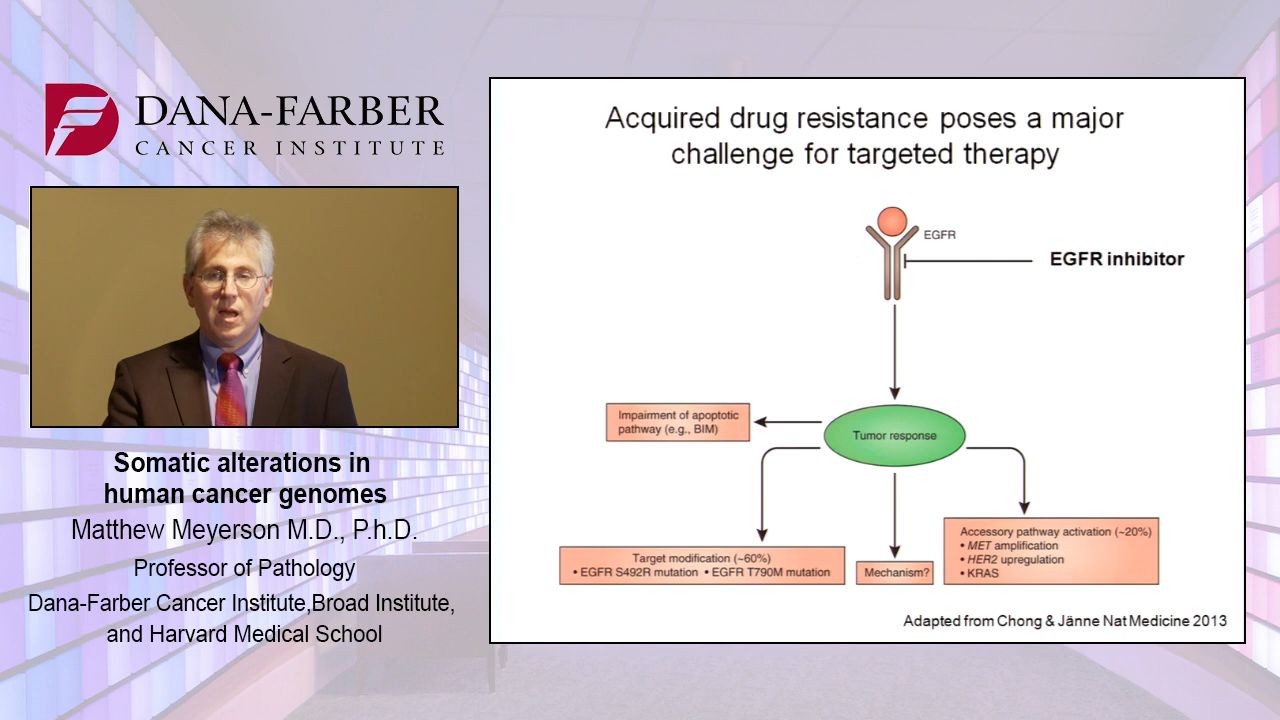 DANA-FARBER
CANCER INSTITUTE
Somatic alterations in
human cancer genomes
Matthew Meyerson M.D., P.h.D.
Professor of Pathology
Dana-Farber Cancer Institute,Broad Institute,
and Harvard Medical School
Acquired drug resistance poses a major
challenge for targeted therapy
EGFR
EGFR inhibitor
Impairment of apoptotic
pathway (e.g., BIM)
Tumor response
Target modification (~60%)
• EGFR S492R mutation • EGFR T790M mutation
Mechanism?
Accessory pathway activation (~20%)
• MET amplification
• HER2 upregulation
• KRAS
Adapted from Chong & Jänne Nat Medicine 2013